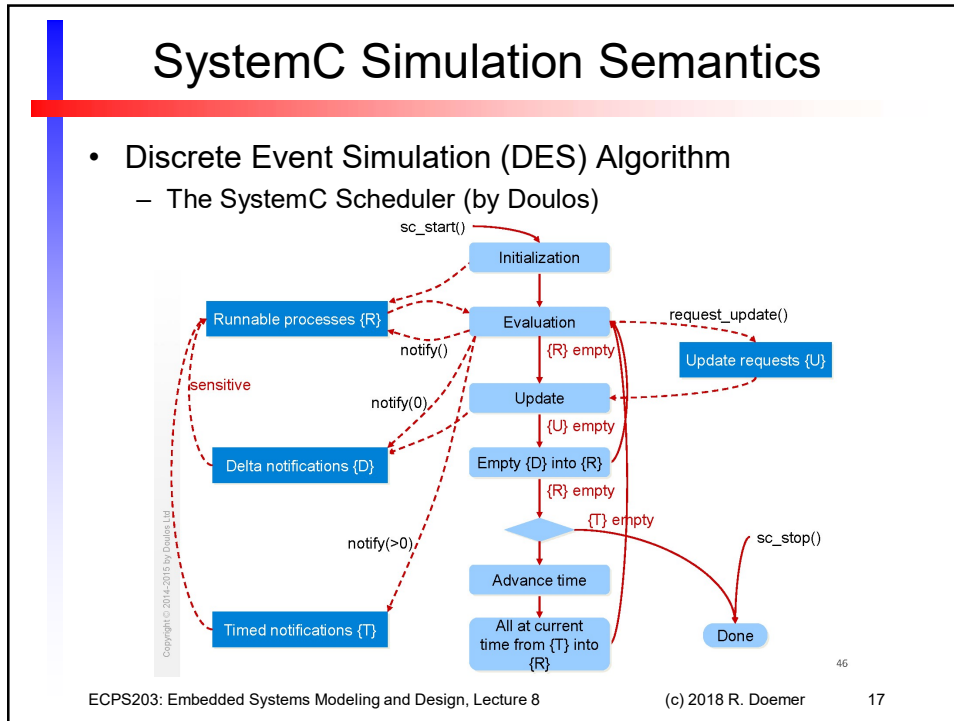 SystemC Simulation Semantics
• Discrete Event Simulation (DES) Algorithm
– The SystemC Scheduler (by Doulos)
sc_start()
Initialization
Runnable processes {R}
Evaluation
request_update()
notify()
{R} empty
Update requests {U}
sensitive
notify(0)
Update
{U} empty
Delta notifications {D}
Empty {D} into {R}
{R} empty
{T} empty
notify(>0)
sc_stop()
Advance time
Timed notifications {T}
All at current
time from {T} into
{R}
Done
Copyright © 2014-2015 by Doulos Ltd
46
ECPS203: Embedded Systems Modeling and Design, Lecture 8
(c) 2018 R. Doemer
17